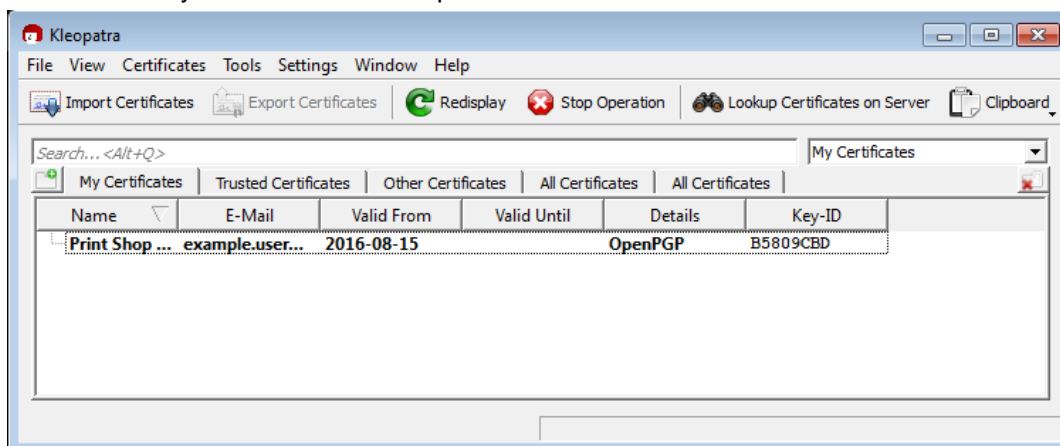 Kleopatra
File View Certificates Tools Settings Window Help
Import Certificates Export Certificates Redisplay Stop Operation Lookup Certificates on Server Clipboard
Search...<Alt+Q> My Certificates
My Certificates Trusted Certificates Other Certificates All Certificates All Certificates
Name E-Mail Valid From Valid Until Details Key-ID
Print Shop ... example.user... 2016-08-15 OpenPGP B5809CBD